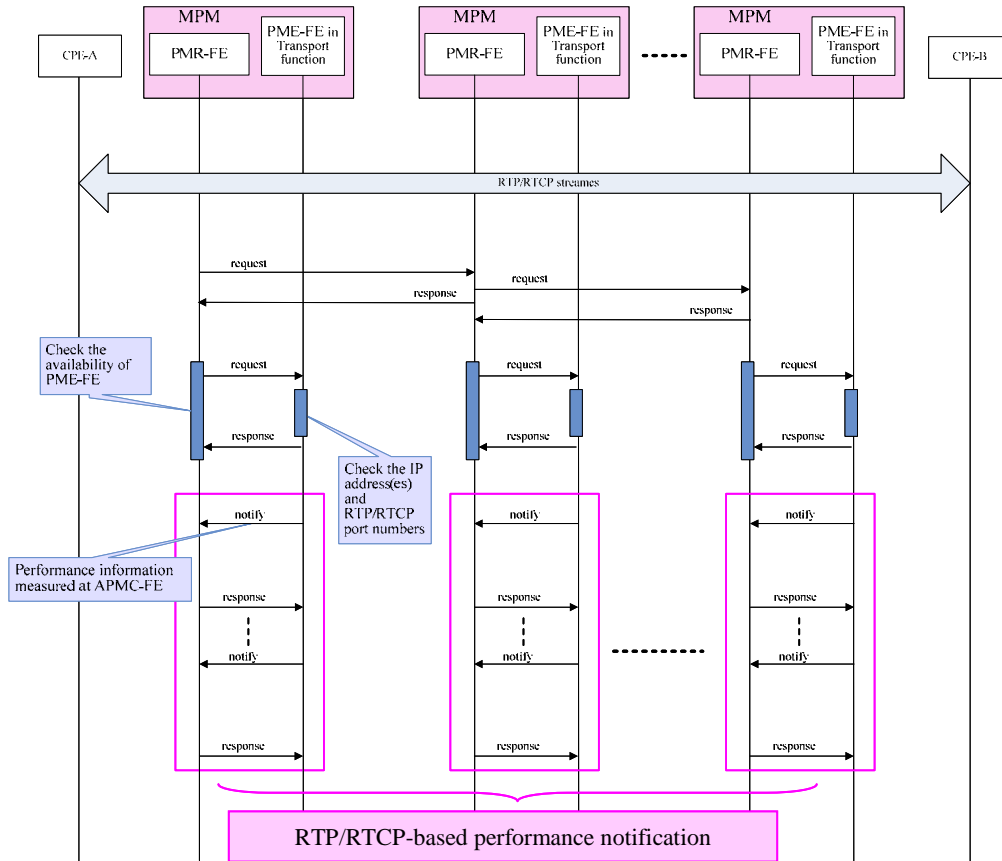 MPM
MPM
MPM
CPE-A
PMR-FE
PME-FE in
Transport
function
PMR-FE
PME-FE in
Transport
function
PMR-FE
PME-FE in
Transport
function
CPE-B
RTP/RTCP streames
request
request
response
response
Check the
availability of
PME-FE
request
request
request
response
response
response
Check the IP
address(es)
and
RTP/RTCP
port numbers
notify
notify
notify
Performance information
measured at APMC-FE
response
response
response
notify
notify
notify
response
response
response
RTP/RTCP-based performance notification